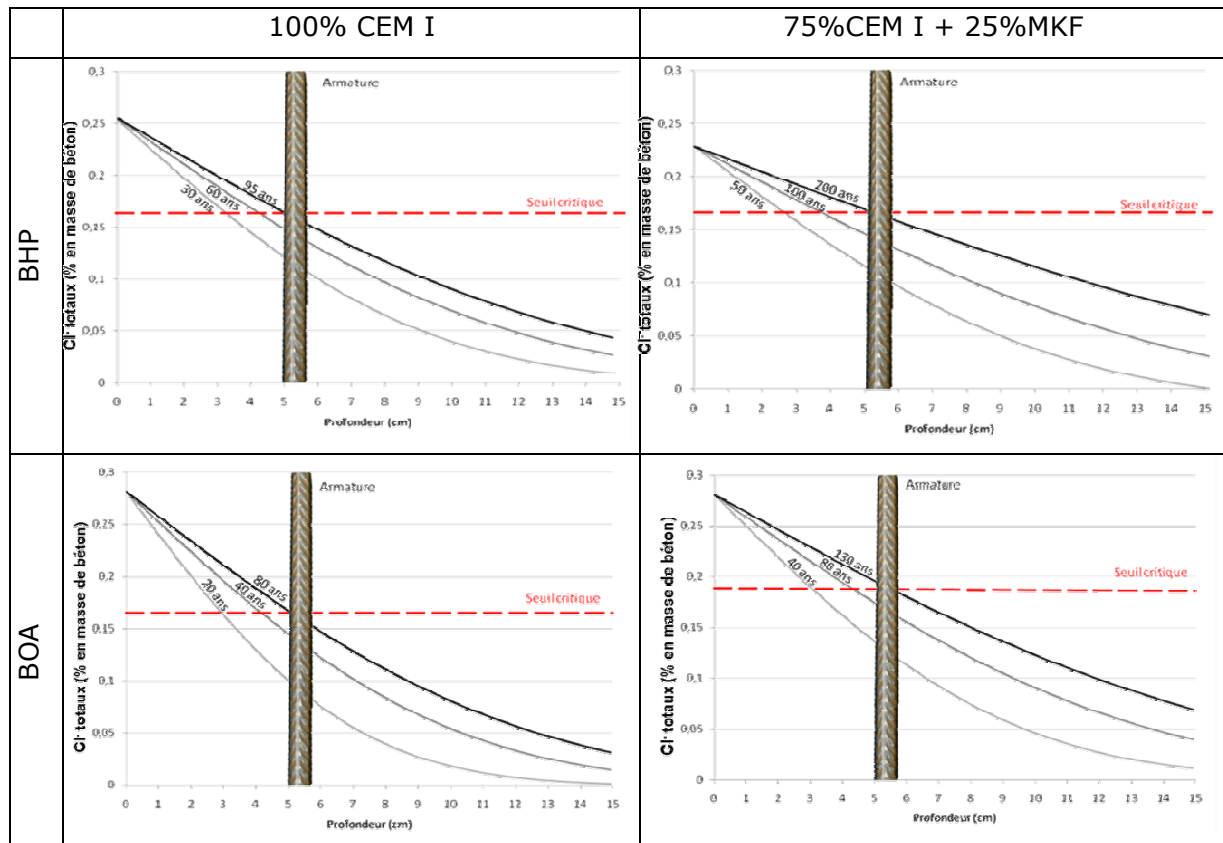 100% CEM I
75%CEM I + 25%MKF
BHP
Cl⁻ totaux (% en masse de béton)
0,3
0,25
0,2
0,15
0,1
0,05
0
Armature
30 ans
60 ans
95 ans
Seuil critique
0 1 2 3 4 5 6 7 8 9 10 11 12 13 14 15
Profondeur (cm)
Cl⁻ totaux (% en masse de béton)
0,3
0,25
0,2
0,15
0,1
0,05
0
Armature
50 ans
100 ans
200 ans
Seuil critique
0 1 2 3 4 5 6 7 8 9 10 11 12 13 14 15
Profondeur (cm)
BOA
Cl⁻ totaux (% en masse de béton)
0,3
0,25
0,2
0,15
0,1
0,05
0
Armature
20 ans
40 ans
80 ans
Seuil critique
0 1 2 3 4 5 6 7 8 9 10 11 12 13 14 15
Profondeur (cm)
Cl⁻ totaux (% en masse de béton)
0,3
0,25
0,2
0,15
0,1
0,05
0
Armature
40 ans
ans
130 ans
Seuil critique
0 1 2 3 4 5 6 7 8 9 10 11 12 13 14 15
Profondeur (cm)